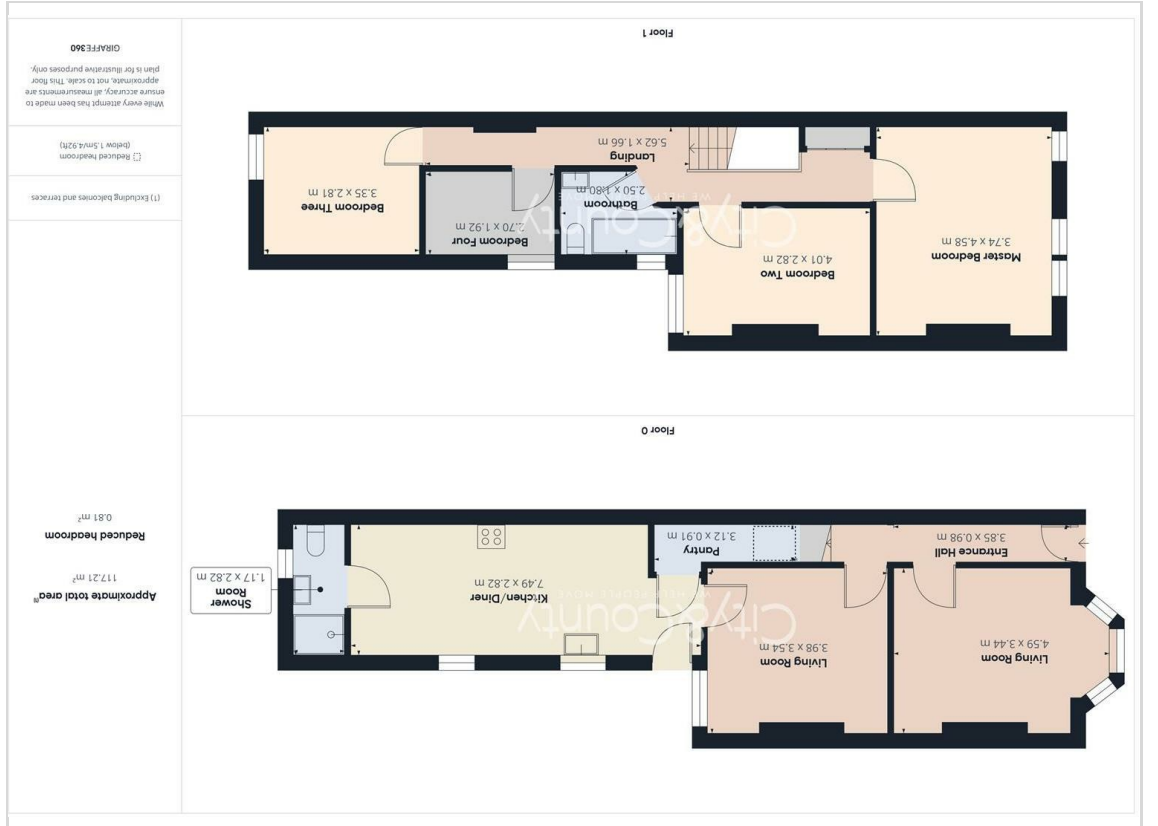 Living Room
4.59 x 3.44 m
Living Room
3.98 x 3.54 m
City&County
WE HELP PEOPLE MOVE
Kitchen/Diner
7.49 x 2.82 m
Shower
Room
1.17 x 2.82 m
Entrance Hall
3.85 x 0.98 m
Pantry
3.12 x 0.91 m
Floor 0
Master Bedroom
3.74 x 4.58 m
Bedroom Two
4.01 x 2.82 m
City&County
Bedroom Four
2.70 x 1.92 m
Bathroom
2.50 x 1.80 m
Bedroom Three
3.35 x 2.81 m
Landing
5.62 x 1.66 m
Floor 1
Approximate total area⁽¹⁾
117.21 m²
Reduced headroom
0.81 m²
(1) Excluding balconies and terraces
Reduced headroom
(below 1.5m/4.92ft)
While every attempt has been made to
ensure accuracy, all measurements are
approximate, not to scale. This floor
plan is for illustrative purposes only.
GIRAFFE360